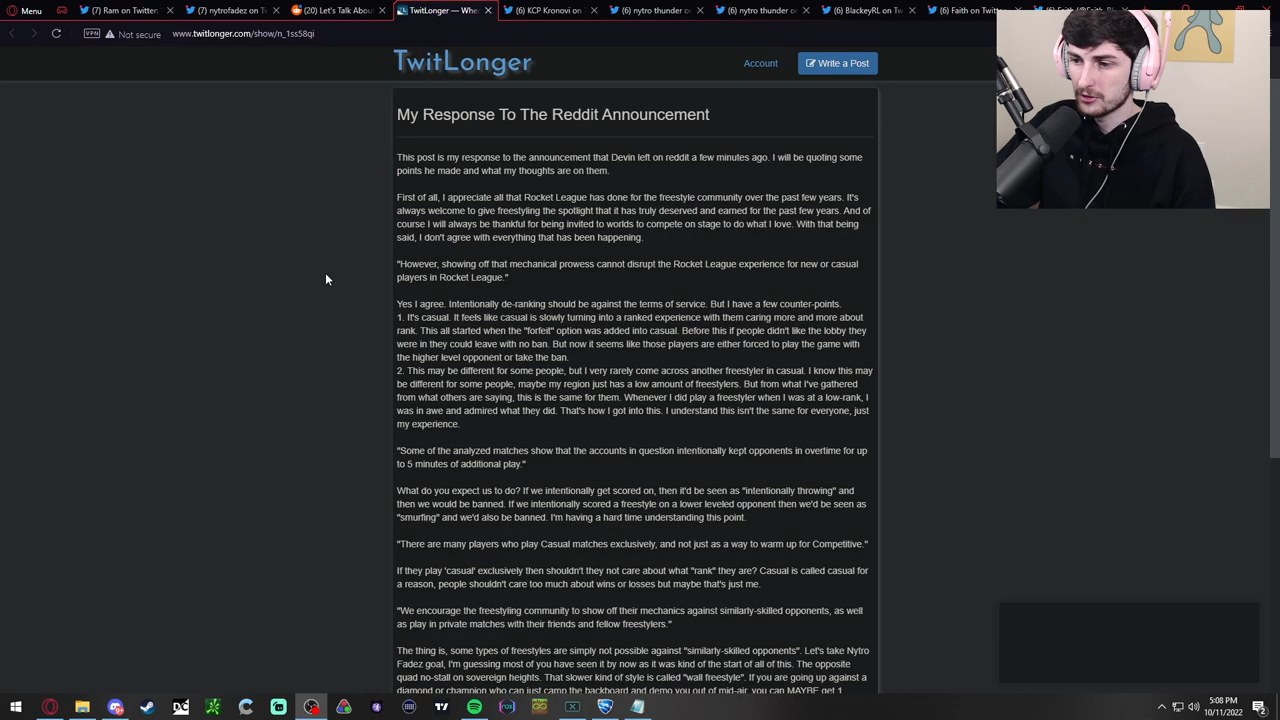 Menu
(7) Ram on Twitter:
(7) nytrofadez on Tw
(20) Let's Talk Abou
TwitLonger — Whe
(6) KCP Kronovi on
(6) nytro thunder on
(6) nytro thunder on
(6) BlackeyRL on Tw
(6) Faith on Twitter
VPN
Not secure
www.twitlonger.com/show/n_1ss58qi
TwitLonger
Account
Write a Post
My Response To The Reddit Announcement
This post is my response to the announcement that Devin left on reddit a few minutes ago. I will be quoting some
points he made and what my thoughts are on them.
First of all, I appreciate all that Rocket League has done for the freestyle community over the past few years. It's
always welcome to give freestyling the spotlight that it has truly deserved and earned for the past few years. And of
course I will always be thankful for being invited to worlds to compete on stage to do what I love. With that being
said, I don't agree with everything that has been happening.
"However, showing off that mechanical prowess cannot disrupt the Rocket League experience for new or casual
players in Rocket League."
Yes I agree. Intentionally de-ranking should be against the terms of service. But I have a few counter-points.
1. It's casual. It feels like casual is slowly turning into a ranked experience with them caring more and more about
rank. This all started when the "forfeit" option was added into casual. Before this if people didn't like the lobby they
were in they could leave with no ban. But now it seems like those players are either forced to play the game with
the higher level opponent or take the ban.
2. This may be different for some people, but I very rarely come across another freestyler in casual. I know this may
be different for some people, maybe my region just has a low amount of freestylers. But from what I've gathered
from what others are saying, this is the same for them. Whenever I did play a freestyler when I was at a low-rank, I
was in awe and admired what they did. That's how I got into this. I understand this isn't the same for everyone, just
my experience.
"Some of the analyzed matches show that the accounts in question intentionally kept opponents in overtime for up
to 5 minutes of additional play."
What do you expect us to do? If we intentionally get scored on, then it'd be seen as "intentionally throwing" and
then we would be banned. If we intentionally scored a freestyle on a lower leveled opponent then we'd be seen as
"smurfing" and we'd also be banned. I'm having a hard time understanding this point.
"There are many players who play Casual matches exclusively, and not just as a way to warm up for Competitive."
If they play 'casual' exclusively then shouldn't they not care about what "rank" they are? Casual is called casual for
a reason, people shouldn't care too much about wins or losses but maybe that's just me.
"We encourage the freestyling community to show off their mechanics against similarly-skilled opponents, as well
as play in private matches with their friends and fellow freestylers."
The thing is, some types of freestyles are simply not possible against "similarly-skilled opponents". Let's take Nytro
Fadez goal, I'm guessing most of you have seen it by now as it was kind of the start of all of this. The opposite
quad no-stall on sovereign heights. That slower kind of style is called "wall freestyle". If you are going up against a
diamond or champion who can just camp the backboard and demo you out of mid-air, you can MAYBE get 1
5:08 PM
10/11/2022